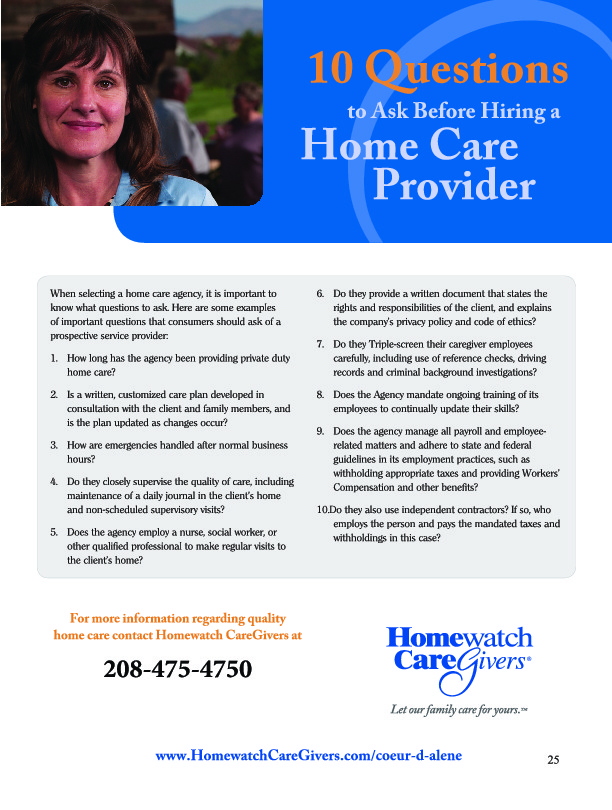 10 Questions
to Ask Before Hiring a
Home Care
Provider
When selecting a home care agency, it is important to
know what questions to ask. Here are some examples
of important questions that consumers should ask of a
prospective service provider:
1. How long has the agency been providing private duty
home care?
2. Is a written, customized care plan developed in
consultation with the client and family members, and
is the plan updated as changes occur?
3. How are emergencies handled after normal business
hours?
4. Do they closely supervise the quality of care, including
maintenance of a daily journal in the client's home
and non-scheduled supervisory visits?
5. Does the agency employ a nurse, social worker, or
other qualified professional to make regular visits to
the client's home?
6. Do they provide a written document that states the
rights and responsibilities of the client, and explains
the company's privacy policy and code of ethics?
7. Do they Triple-screen their caregiver employees
carefully, including use of reference checks, driving
records and criminal background investigations?
8. Does the Agency mandate ongoing training of its
employees to continually update their skills?
9. Does the agency manage all payroll and employee-
related matters and adhere to state and federal
guidelines in its employment practices, such as
withholding appropriate taxes and providing Workers'
Compensation and other benefits?
10.Do they also use independent contractors? If so, who
employs the person and pays the mandated taxes and
withholdings in this case?
For more information regarding quality
home care contact Homewatch CareGivers at
208-475-4750
Homewatch
CareGivers®
Let our family care for yours.™
www.HomewatchCareGivers.com/coeur-d-alene
25